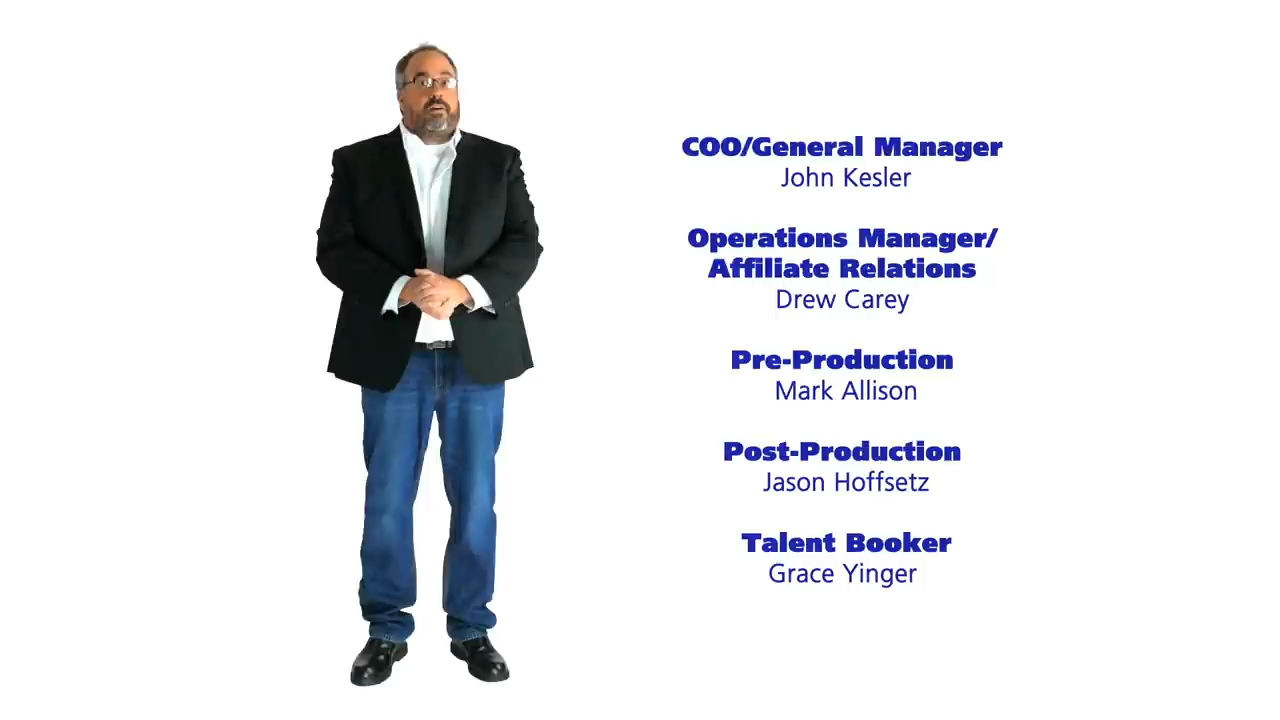 COO/General Manager
John Kesler
Operations Manager/
Affiliate Relations
Drew Carey
Pre-Production
Mark Allison
Post-Production
Jason Hoffsetz
Talent Booker
Grace Yinger